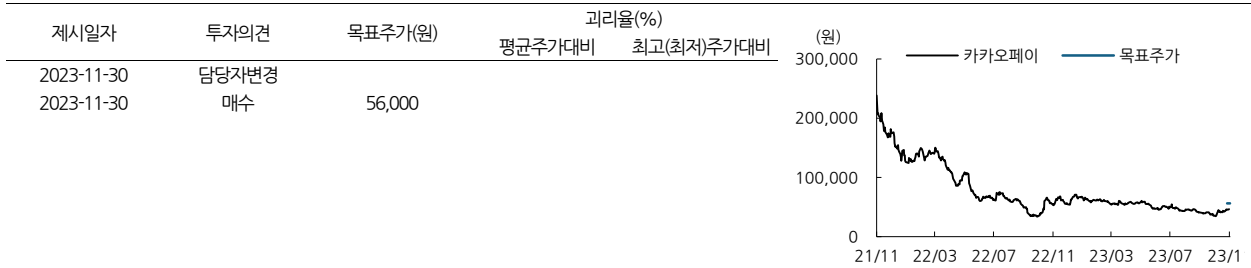 제시일자 투자의견 목표주가(원) 괴리율(%)
평균주가대비 최고(최저)주가대비
2023-11-30 담당자변경
2023-11-30 매수 56,000
(원)
카카오페이 목표주가
300,000
200,000
100,000
0
21/11 22/03 22/07 22/11 23/03 23/07 23/1